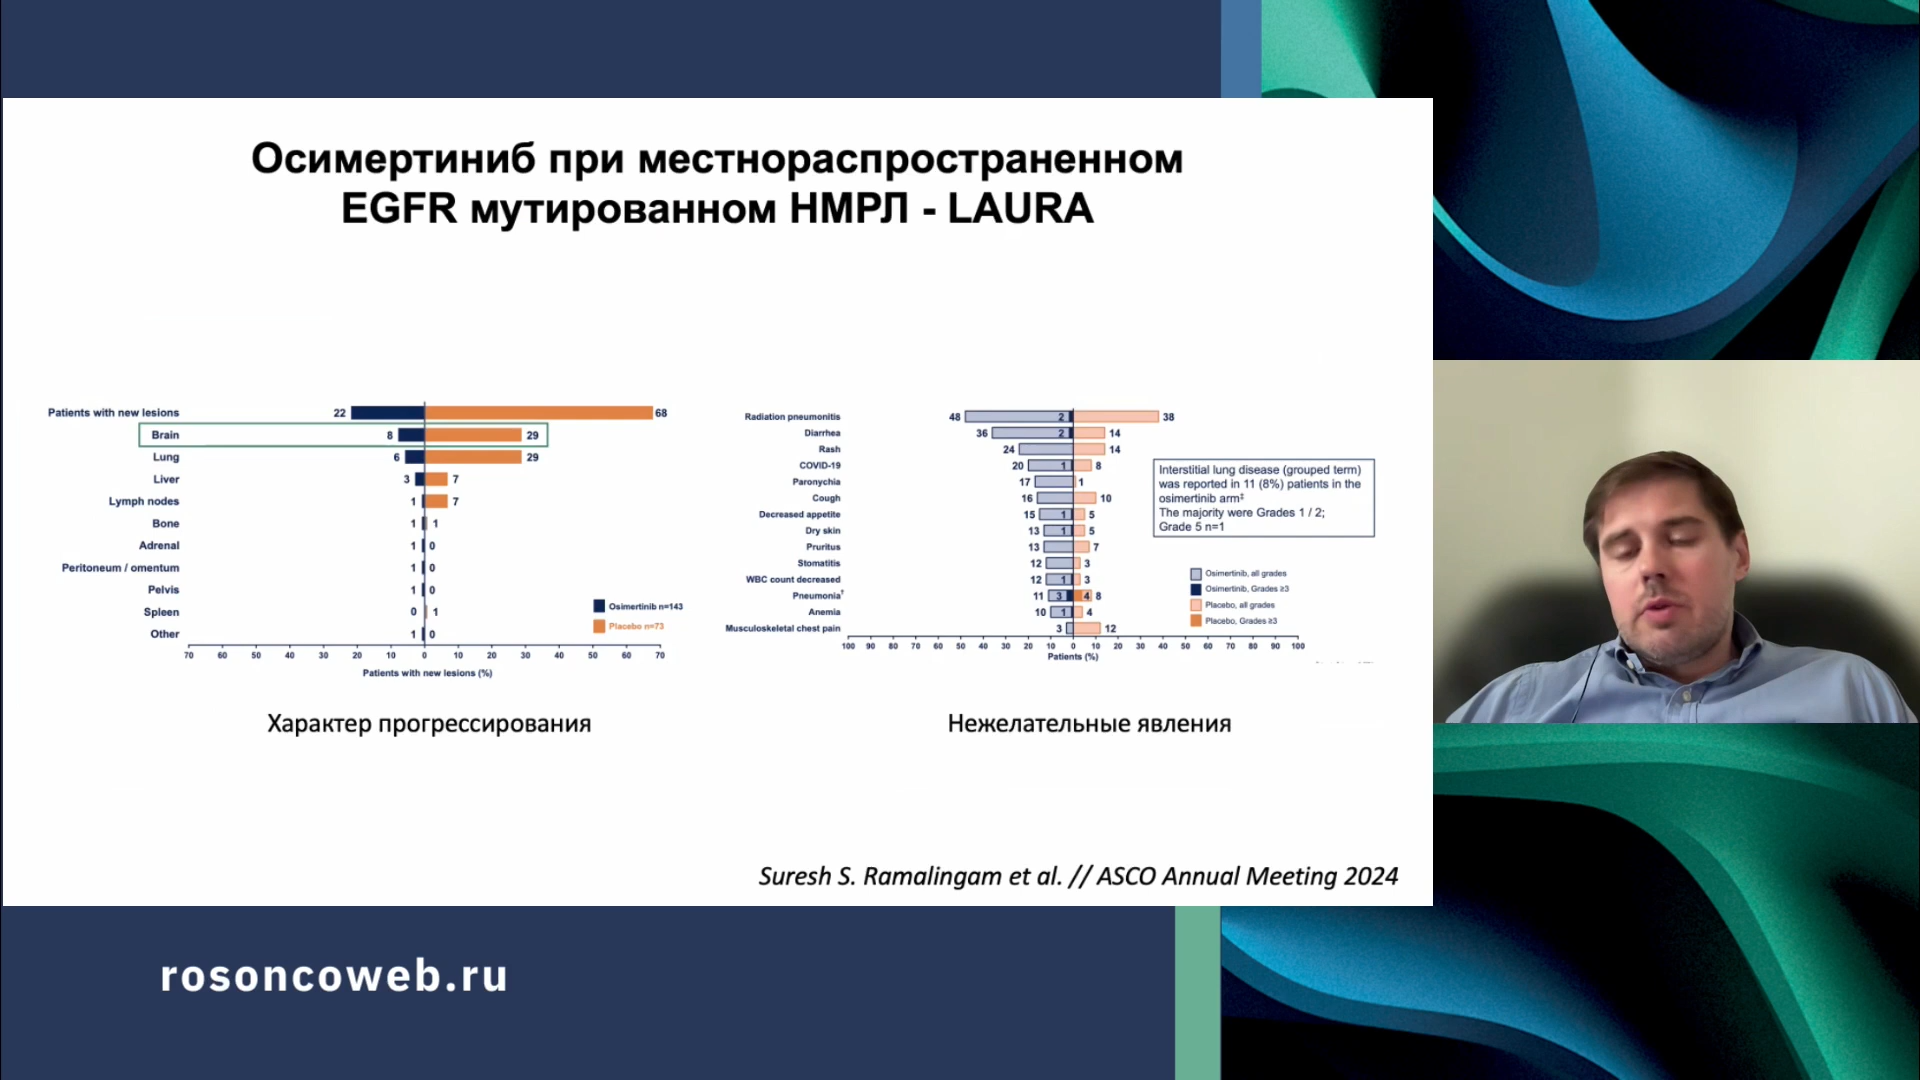 Осимертиниб при местнораспространенном
EGFR мутированном НМРЛ - LAURA
Patients with new lesions 22 68
Brain 8 29
Lung 6 29
Liver 3 7
Lymph nodes 1 7
Bone 1 1
Adrenal 1 0
Peritoneum / omentum 1 0
Pelvis 1 0
Spleen 0 1
Other 1 0
Osimertinib n=143
Placebo n=73
70 60 50 40 30 20 10 0 10 20 30 40 50 60 70
Patients with new lesions (%)
Характер прогрессирования
Radiation pneumonitis 48 2 38
Diarrhea 36 2 14
Rash 24 14
COVID-19 20 1 8
Paronychia 17 1
Cough 16 10
Decreased appetite 15 1 5
Dry skin 13 1 5
Pruritus 13 7
Stomatitis 12 3
WBC count decreased 12 1 3
Pneumonia† 11 3 4 8
Anemia 10 1 4
Musculoskeletal chest pain 3 12
100 90 80 70 60 50 40 30 20 10 0 10 20 30 40 50 60 70 80 90 100
Patients (%)
Interstitial lung disease (grouped term)
was reported in 11 (8%) patients in the
osimertinib arm‡
The majority were Grades 1 / 2;
Grade 5 n=1
Osimertinib, all grades
Osimertinib, Grades ≥3
Placebo, all grades
Placebo, Grades ≥3
Нежелательные явления
Suresh S. Ramalingam et al. // ASCO Annual Meeting 2024
rosoncoweb.ru